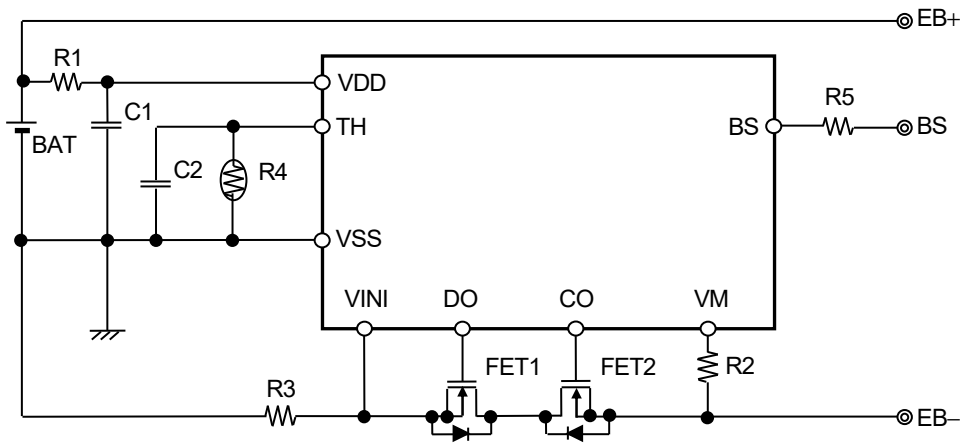 EB+
R1
VDD
C1
R5
TH
BS
BS
BAT
C2
R4
VSS
VINI
DO
CO
VM
FET1
FET2
R2
R3
EB−